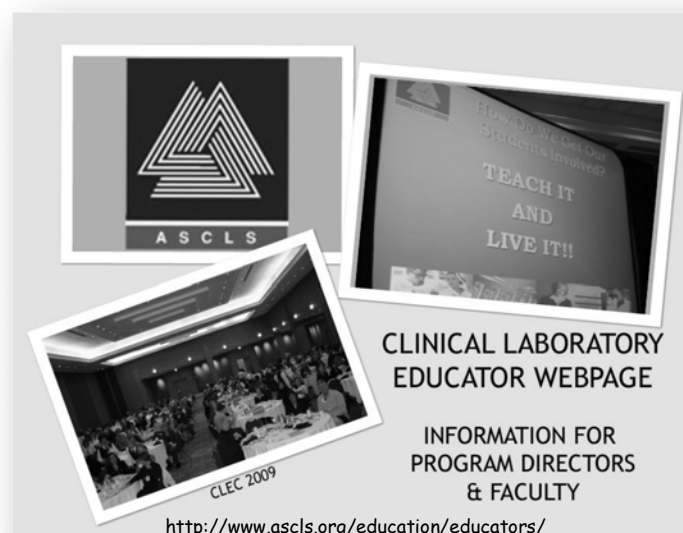 ASCLS
How Do We Get Our
Students Involved?
TEACH IT
AND
LIVE IT!!
CLEC 2009
CLINICAL LABORATORY
EDUCATOR WEBPAGE
INFORMATION FOR
PROGRAM DIRECTORS
& FACULTY
http://www.ascls.org/education/educators/